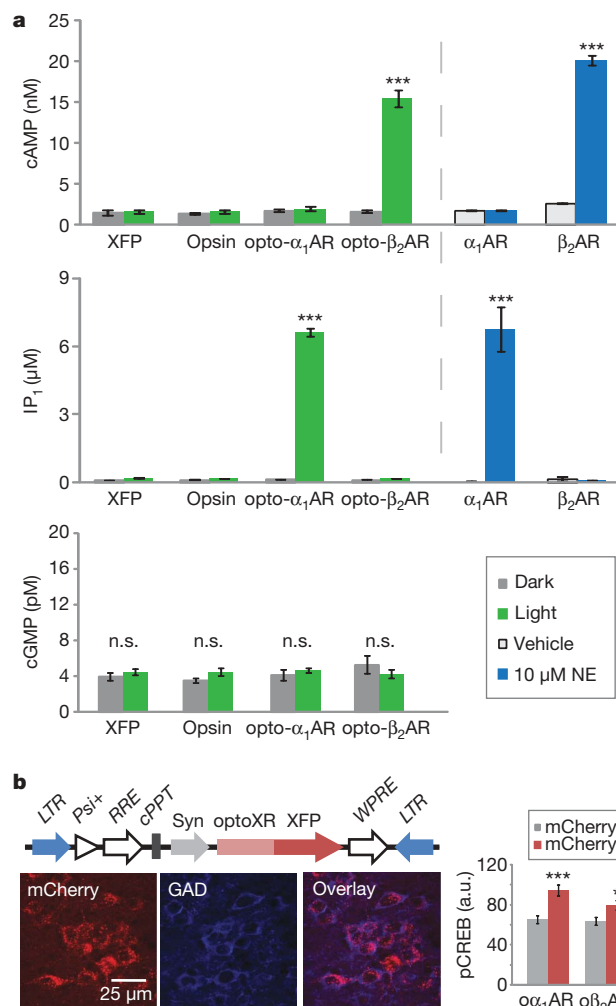 a
25
20
15
10
5
0
cAMP (nM)
***
***
XFP Opsin opto-α₁AR opto-β₂AR α₁AR β₂AR
9
6
3
0
IP₁ (μM)
***
***
XFP Opsin opto-α₁AR opto-β₂AR α₁AR β₂AR
20
16
12
8
4
0
cGMP (pM)
n.s. n.s. n.s. n.s.
XFP Opsin opto-α₁AR opto-β₂AR
Dark
Light
Vehicle
10 μM NE
b
LTR Psi+ RRE cPPT Syn optoXR XFP WPRE LTR
mCherry GAD Overlay
25 μm
mCherry
mCherry
120
80
40
0
pCREB (a.u.)
***
oα₁AR